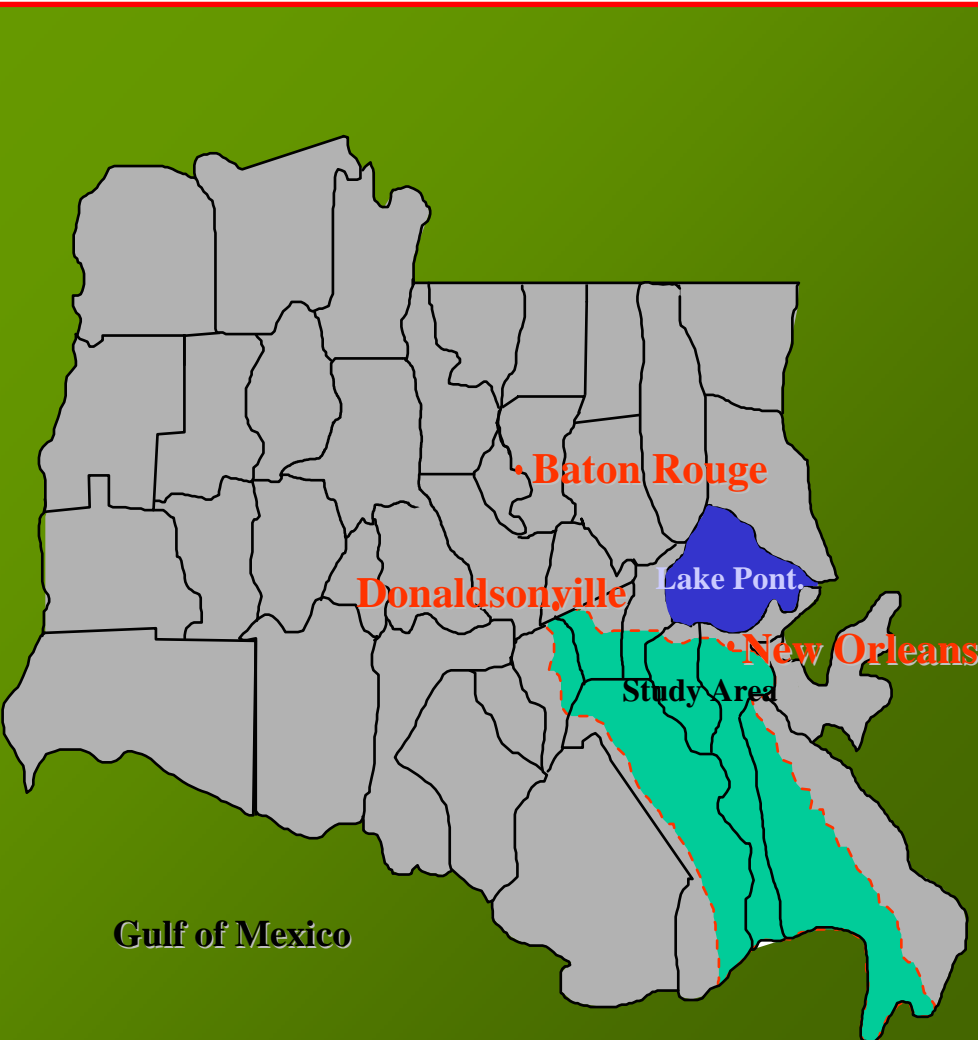 Baton Rouge
Lake Pont.
Donaldsonville
New Orleans
Study Area
Gulf of Mexico